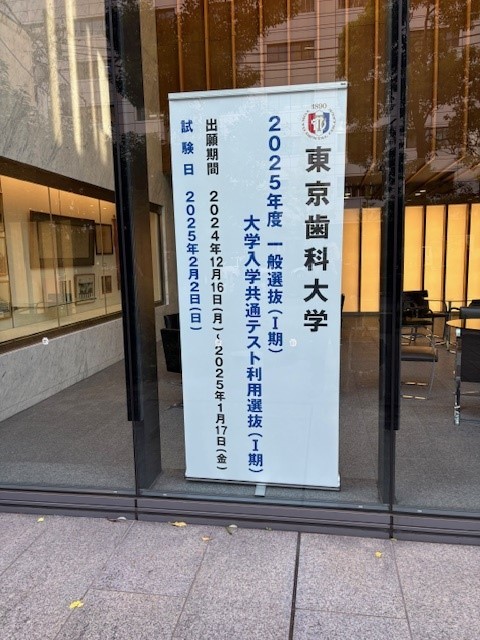 1890
東京歯科大学
2025年度 一般選抜(I期)
大学入学共通テスト利用選抜(I期)
出願期間 2024年12月16日(月)~2025年1月17日(金)
試験日 2025年2月2日(日)